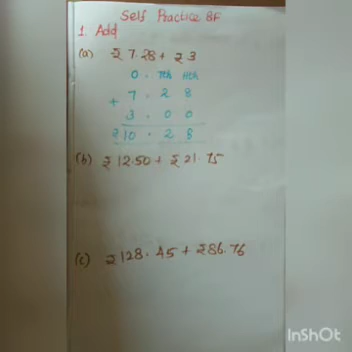 Self Practice 8F
1. Add
(a) ₹ 7.28 + ₹ 3
O . Tth Hth
7 . 2 8
+
3 . 0 0
₹ 10 . 2 8
(b) ₹ 12.50 + ₹ 21.75
(c) ₹ 128.45 + ₹ 86.76
InShOt